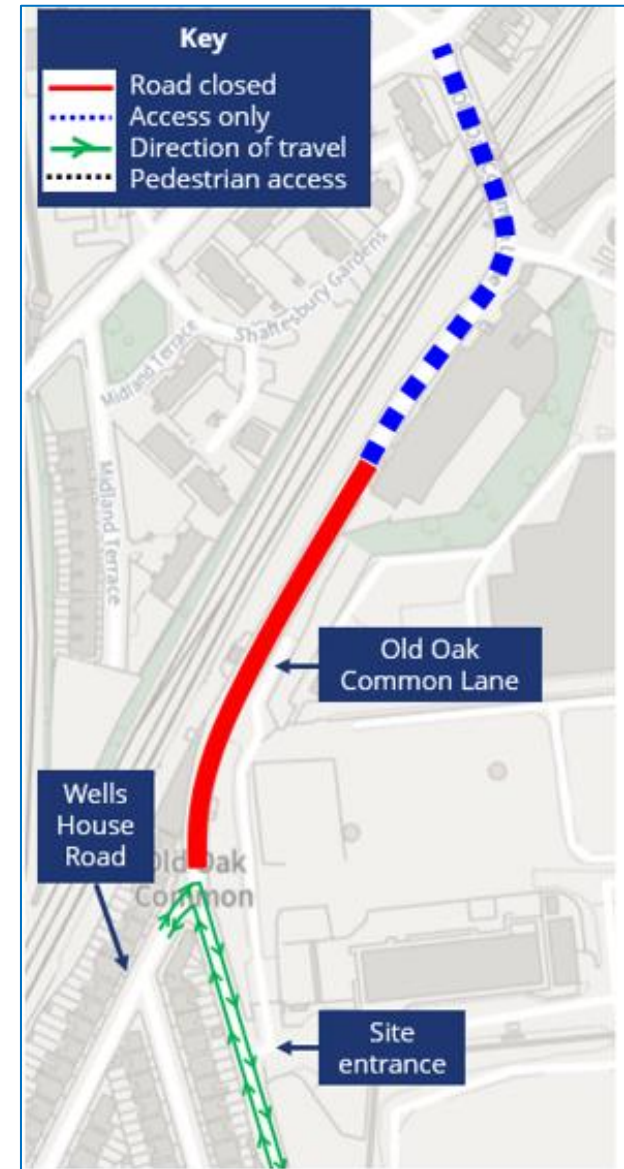 Key
Road closed
Access only
Direction of travel
Pedestrian access
Shaftesbury Gardens
Midland Terrace
Midland Terrace
Old Oak
Common Lane
Wells
House
Road
Old Oak
Common
Site
entrance